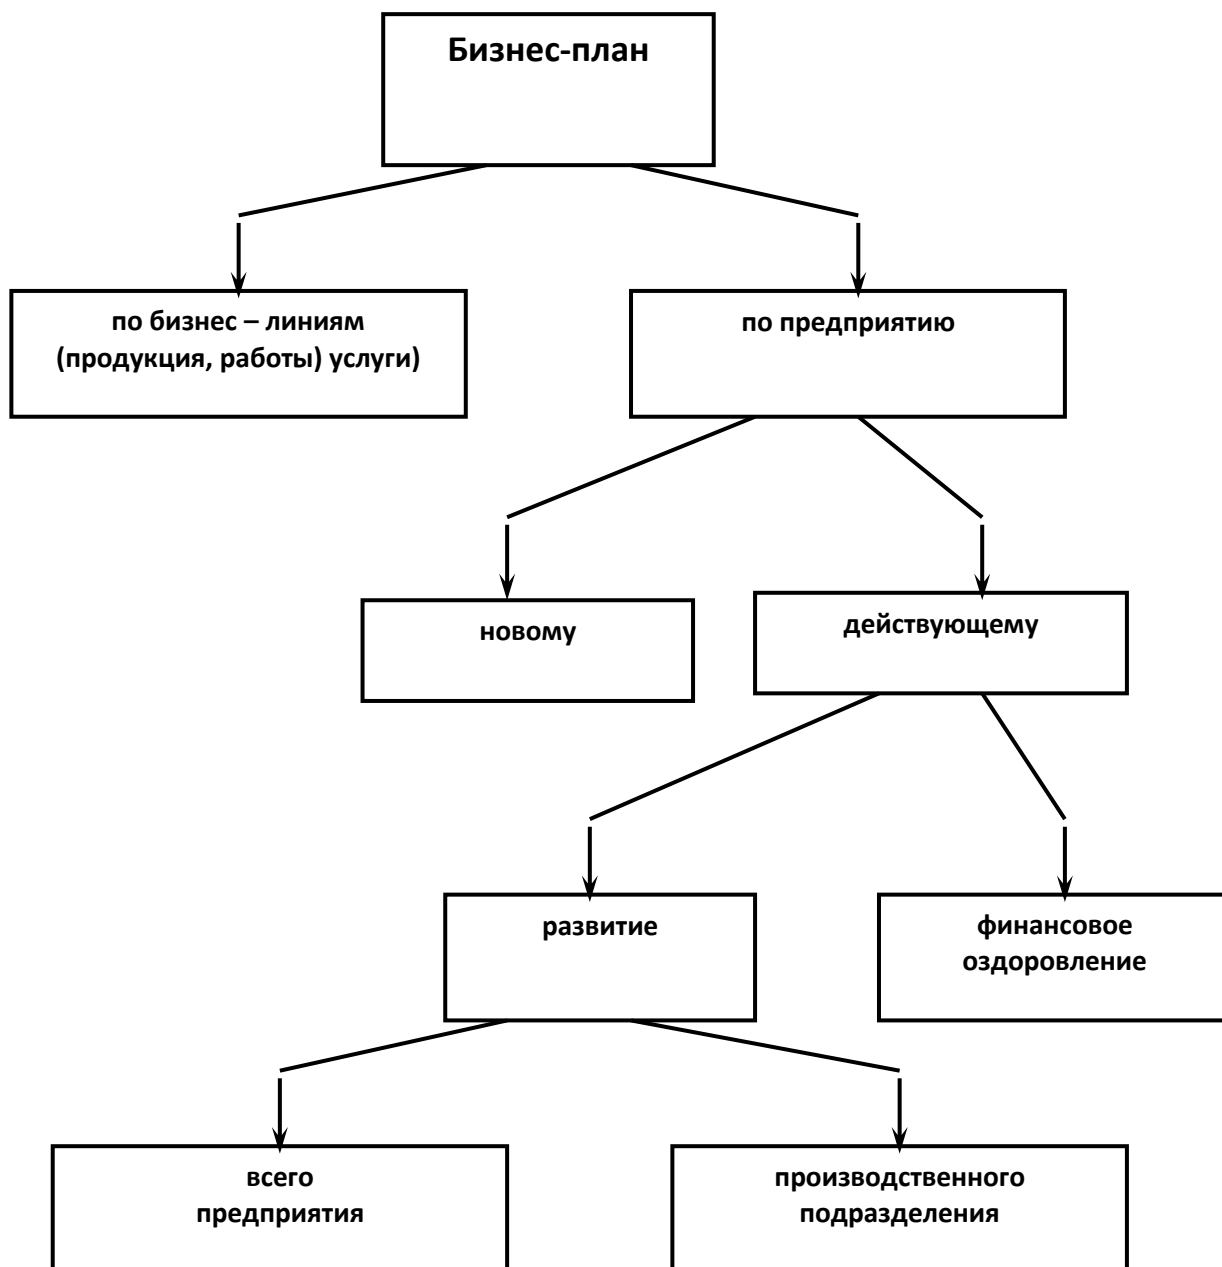 Бизнес-план
по бизнес – линиям
(продукция, работы) услуги)
по предприятию
новому
действующему
развитие
финансовое
оздоровление
всего
предприятия
производственного
подразделения